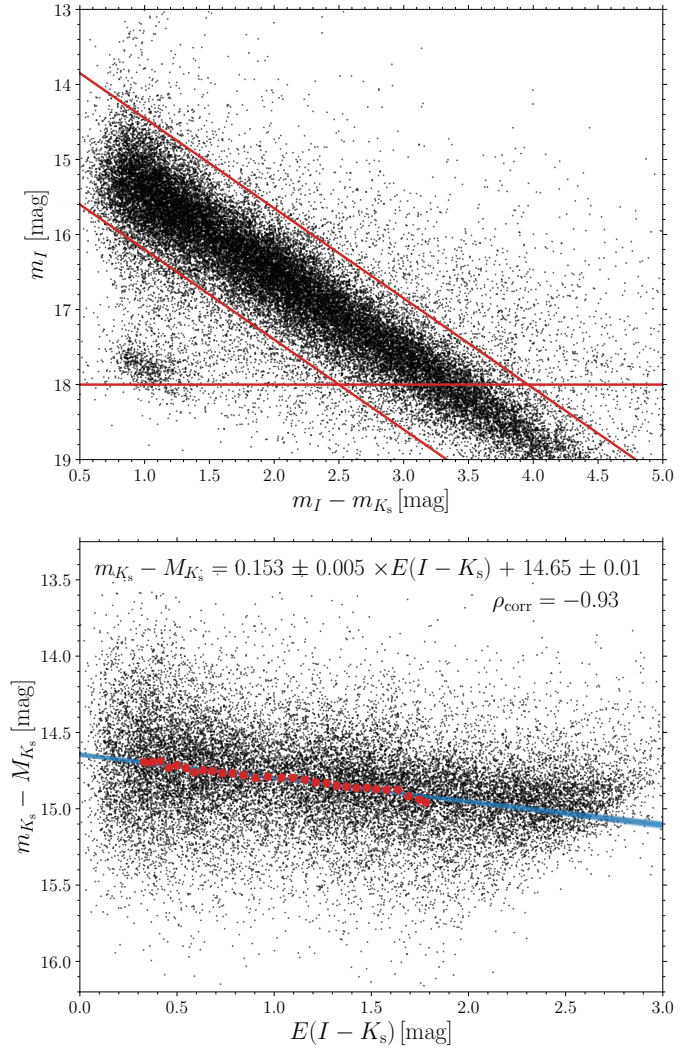 13
14
15
16
17
18
19
m_I [mag]
0.5 1.0 1.5 2.0 2.5 3.0 3.5 4.0 4.5 5.0
m_I − m_{K_s} [mag]
m_{K_s} − M_{K_s} = 0.153 ± 0.005 ×E(I − K_s) + 14.65 ± 0.01
ρ_corr = −0.93
13.5
14.0
14.5
15.0
15.5
16.0
m_{K_s} − M_{K_s} [mag]
0.0 0.5 1.0 1.5 2.0 2.5 3.0
E(I − K_s) [mag]